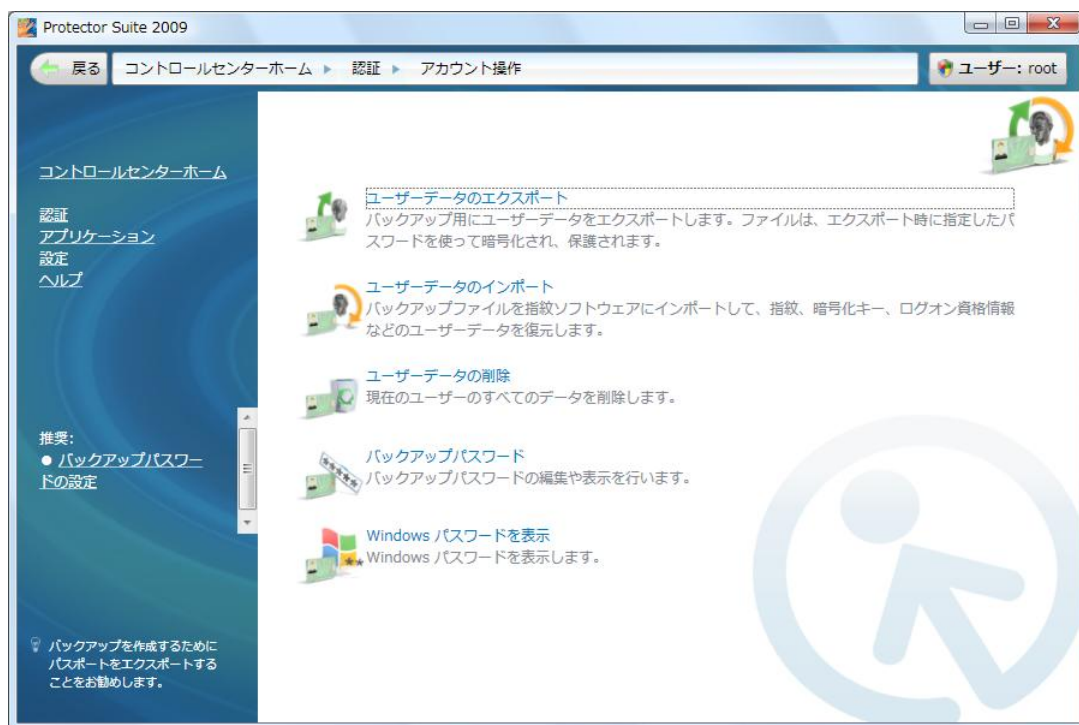 Protector Suite 2009
戻る
コントロールセンターホーム ▶ 認証 ▶ アカウント操作
ユーザー: root
コントロールセンターホーム
認証
アプリケーション
設定
ヘルプ
推奨:
● バックアップパスワー
ドの設定
バックアップを作成するために
パスポートをエクスポートする
ことをお勧めします。
ユーザーデータのエクスポート
バックアップ用にユーザーデータをエクスポートします。ファイルは、エクスポート時に指定したパ
スワードを使って暗号化され、保護されます。
ユーザーデータのインポート
バックアップファイルを指紋ソフトウェアにインポートして、指紋、暗号化キー、ログオン資格情報
などのユーザーデータを復元します。
ユーザーデータの削除
現在のユーザーのすべてのデータを削除します。
バックアップパスワード
バックアップパスワードの編集や表示を行います。
Windows パスワードを表示
Windows パスワードを表示します。